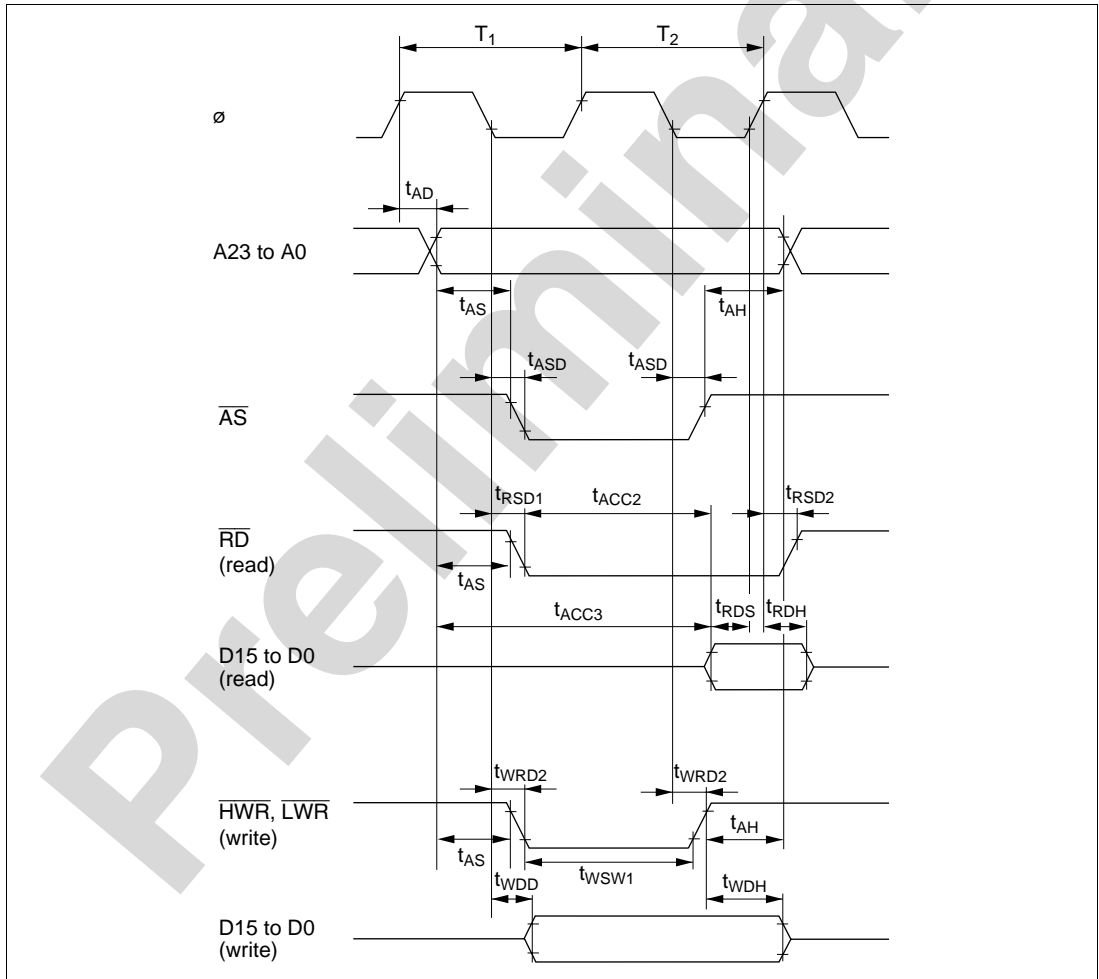 T1 T2
ø
tAD
A23 to A0
tAS tAH
tASD tASD
AS
tRSD1 tACC2 tRSD2
RD
(read)
tAS
tACC3 tRDS tRDH
D15 to D0
(read)
tWRD2 tWRD2
HWR, LWR
(write)
tAH
tAS
tWSW1
tWDD tWDH
D15 to D0
(write)
Prelimina